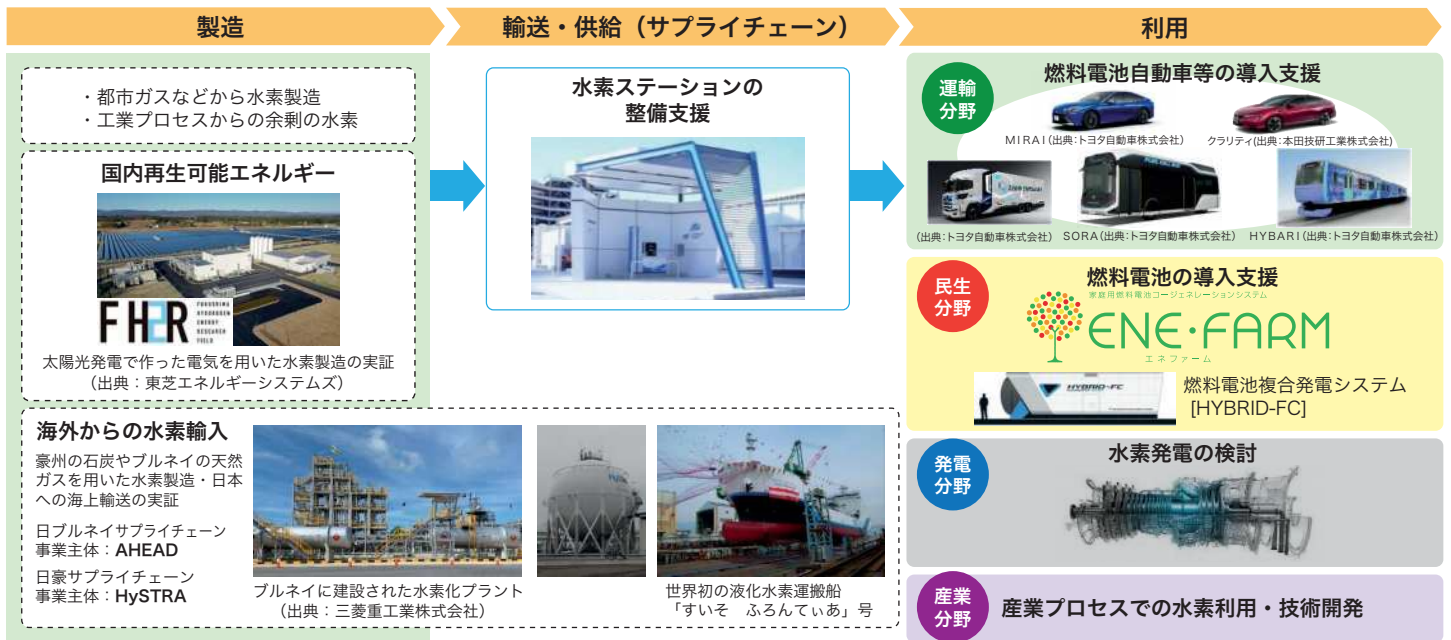 製造
輸送・供給（サプライチェーン）
利用
・都市ガスなどから水素製造
・工業プロセスからの余剰の水素
国内再生可能エネルギー
FH2R
FUKUSHIMA
HYDROGEN
ENERGY
RESEARCH
FIELD
太陽光発電で作った電気を用いた水素製造の実証
（出典：東芝エネルギーシステムズ）
海外からの水素輸入
豪州の石炭やブルネイの天然
ガスを用いた水素製造・日本
への海上輸送の実証
日ブルネイサプライチェーン
事業主体：AHEAD
日豪サプライチェーン
事業主体：HySTRA
ブルネイに建設された水素化プラント
（出典：三菱重工業株式会社）
世界初の液化水素運搬船
「すいそ　ふろんてぃあ」号
水素ステーションの
整備支援
運輸
分野
燃料電池自動車等の導入支援
MIRAI（出典：トヨタ自動車株式会社）
クラリティ（出典：本田技研工業株式会社）
（出典：トヨタ自動車株式会社）
SORA（出典：トヨタ自動車株式会社）
HYBARI（出典：トヨタ自動車株式会社）
民生
分野
燃料電池の導入支援
家庭用燃料電池コージェネレーションシステム
ENE・FARM
エネファーム
HYBRID-FC
燃料電池複合発電システム
[HYBRID-FC]
発電
分野
水素発電の検討
産業
分野
産業プロセスでの水素利用・技術開発